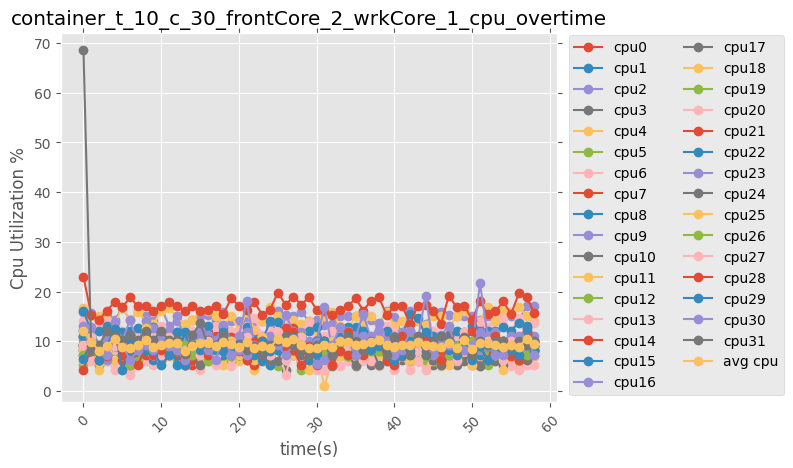 container_t_10_c_30_frontCore_2_wrkCore_1_cpu_overtime
70
60
50
40
30
20
10
0
Cpu Utilization %
0
10
20
30
40
50
60
time(s)
cpu0
cpu1
cpu2
cpu3
cpu4
cpu5
cpu6
cpu7
cpu8
cpu9
cpu10
cpu11
cpu12
cpu13
cpu14
cpu15
cpu16
cpu17
cpu18
cpu19
cpu20
cpu21
cpu22
cpu23
cpu24
cpu25
cpu26
cpu27
cpu28
cpu29
cpu30
cpu31
avg cpu